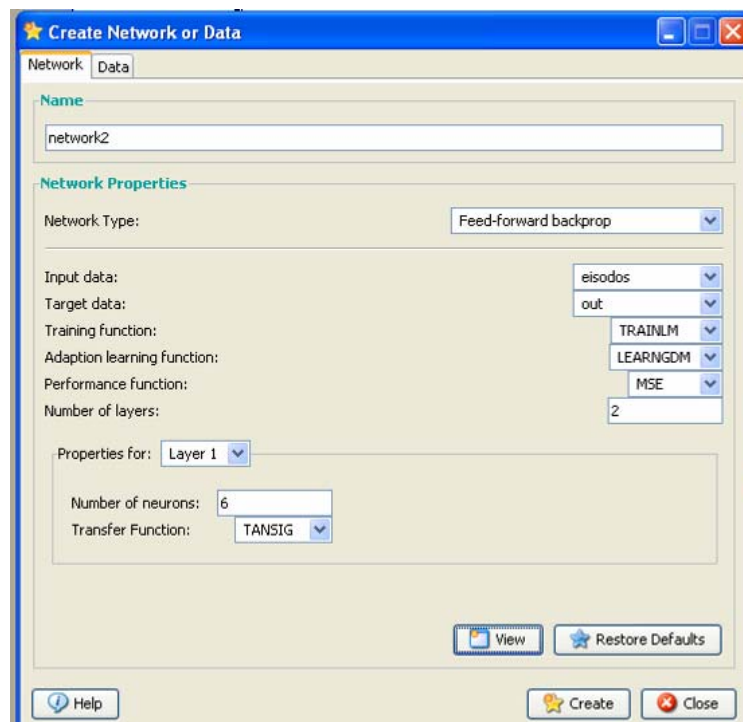 Create Network or Data
Network Data
Name
network2
Network Properties
Network Type: Feed-forward backprop
Input data: eisodos
Target data: out
Training function: TRAINLM
Adaption learning function: LEARNGDM
Performance function: MSE
Number of layers: 2
Properties for: Layer 1
Number of neurons: 6
Transfer Function: TANSIG
View Restore Defaults
Help Create Close